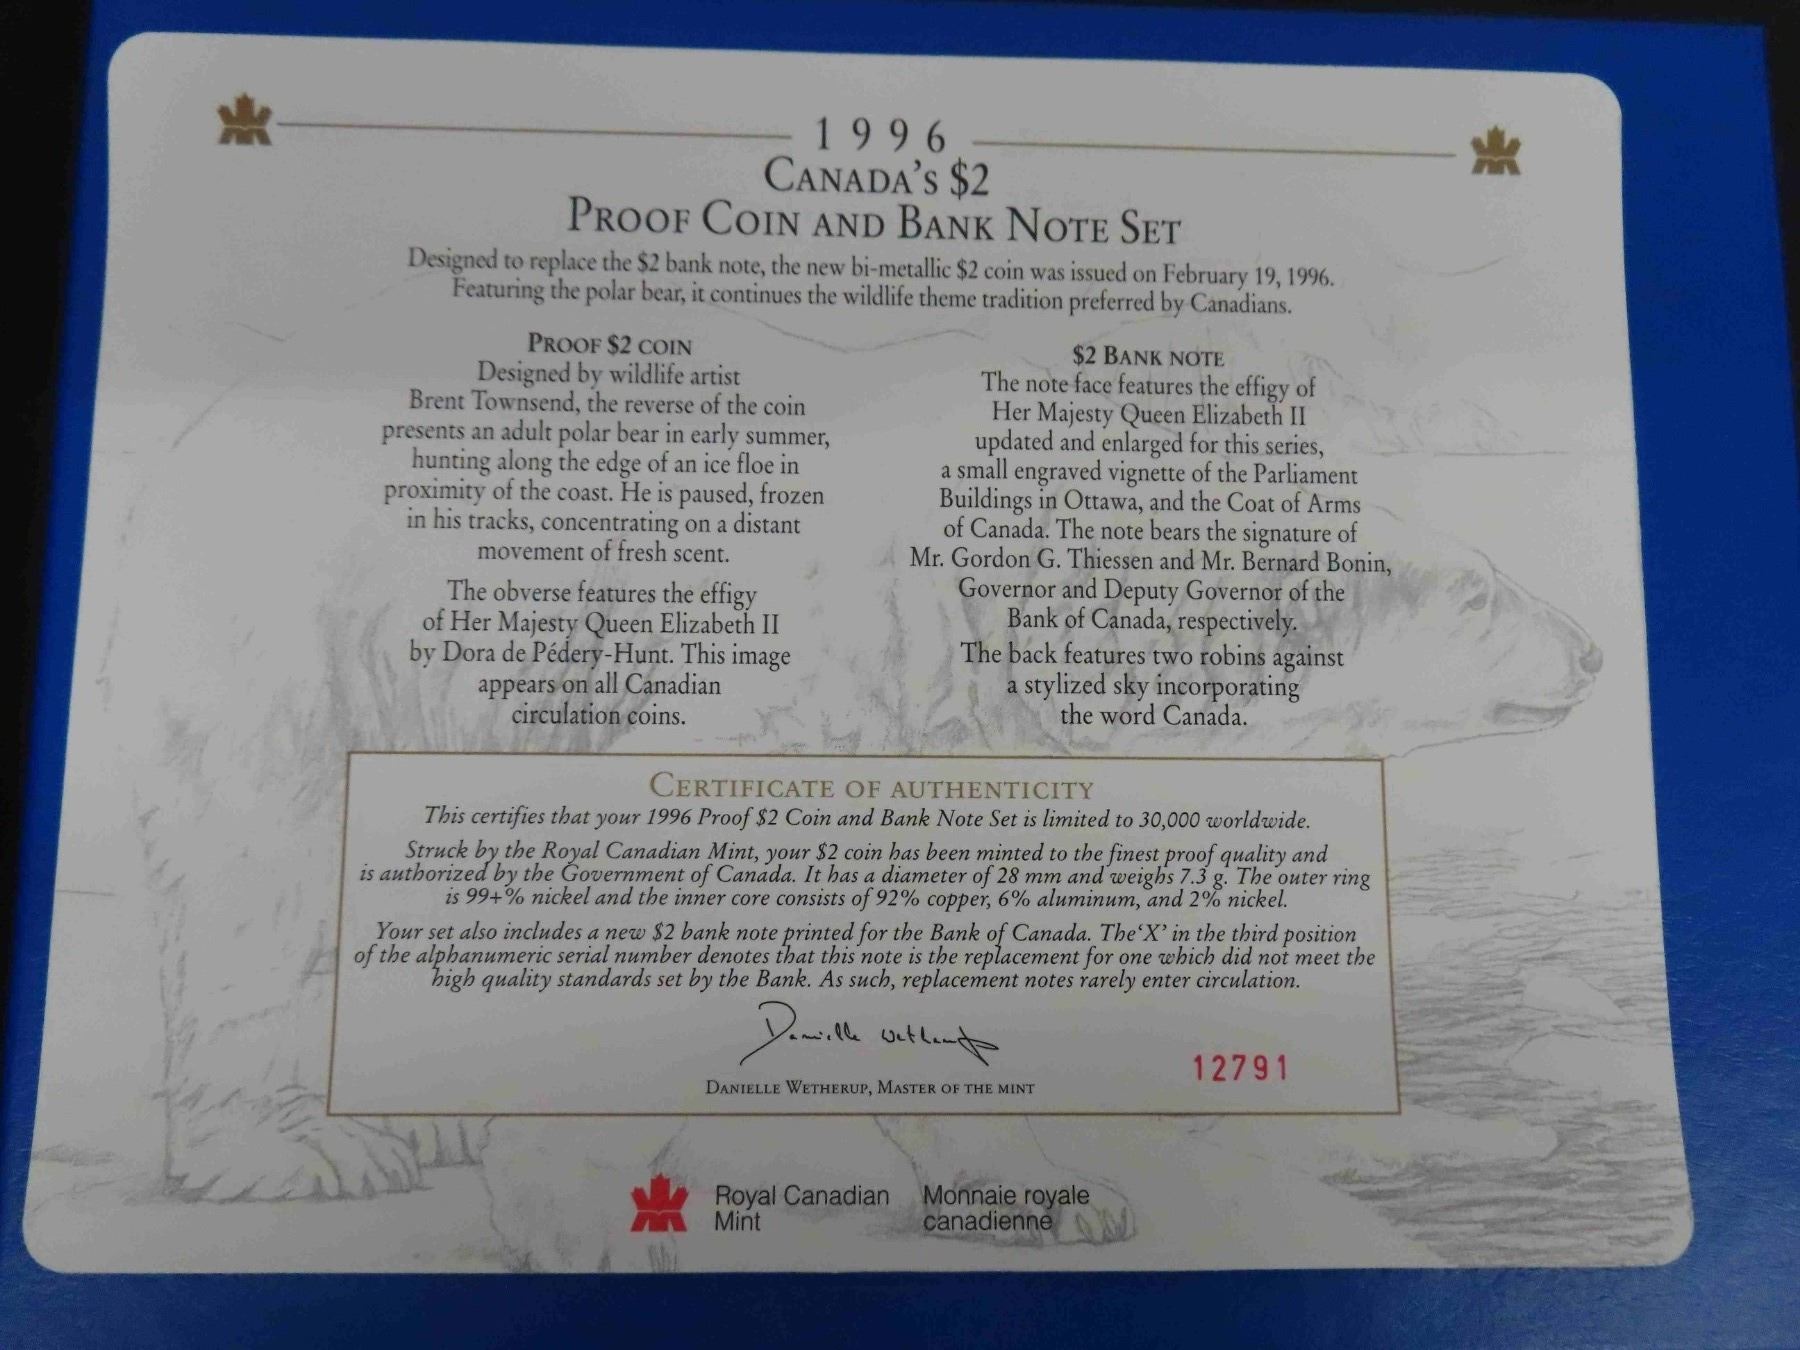 1996
CANADA'S $2
PROOF COIN AND BANK NOTE SET
Designed to replace the $2 bank note, the new bi-metallic $2 coin was issued on February 19, 1996.
Featuring the polar bear, it continues the wildlife theme tradition preferred by Canadians.
PROOF $2 COIN
Designed by wildlife artist
Brent Townsend, the reverse of the coin
presents an adult polar bear in early summer,
hunting along the edge of an ice floe in
proximity of the coast. He is paused, frozen
in his tracks, concentrating on a distant
movement of fresh scent.
The obverse features the effigy
of Her Majesty Queen Elizabeth II
by Dora de Pédery-Hunt. This image
appears on all Canadian
circulation coins.
$2 BANK NOTE
The note face features the effigy of
Her Majesty Queen Elizabeth II
updated and enlarged for this series,
a small engraved vignette of the Parliament
Buildings in Ottawa, and the Coat of Arms
of Canada. The note bears the signature of
Mr. Gordon G. Thiessen and Mr. Bernard Bonin,
Governor and Deputy Governor of the
Bank of Canada, respectively.
The back features two robins against
a stylized sky incorporating
the word Canada.
CERTIFICATE OF AUTHENTICITY
This certifies that your 1996 Proof $2 Coin and Bank Note Set is limited to 30,000 worldwide.
Struck by the Royal Canadian Mint, your $2 coin has been minted to the finest proof quality and
is authorized by the Government of Canada. It has a diameter of 28 mm and weighs 7.3 g. The outer ring
is 99+% nickel and the inner core consists of 92% copper, 6% aluminum, and 2% nickel.
Your set also includes a new $2 bank note printed for the Bank of Canada. The 'X' in the third position
of the alphanumeric serial number denotes that this note is the replacement for one which did not meet the
high quality standards set by the Bank. As such, replacement notes rarely enter circulation.
Danielle Wetherup
DANIELLE WETHERUP, MASTER OF THE MINT
12791
Royal Canadian Mint
Monnaie royale canadienne